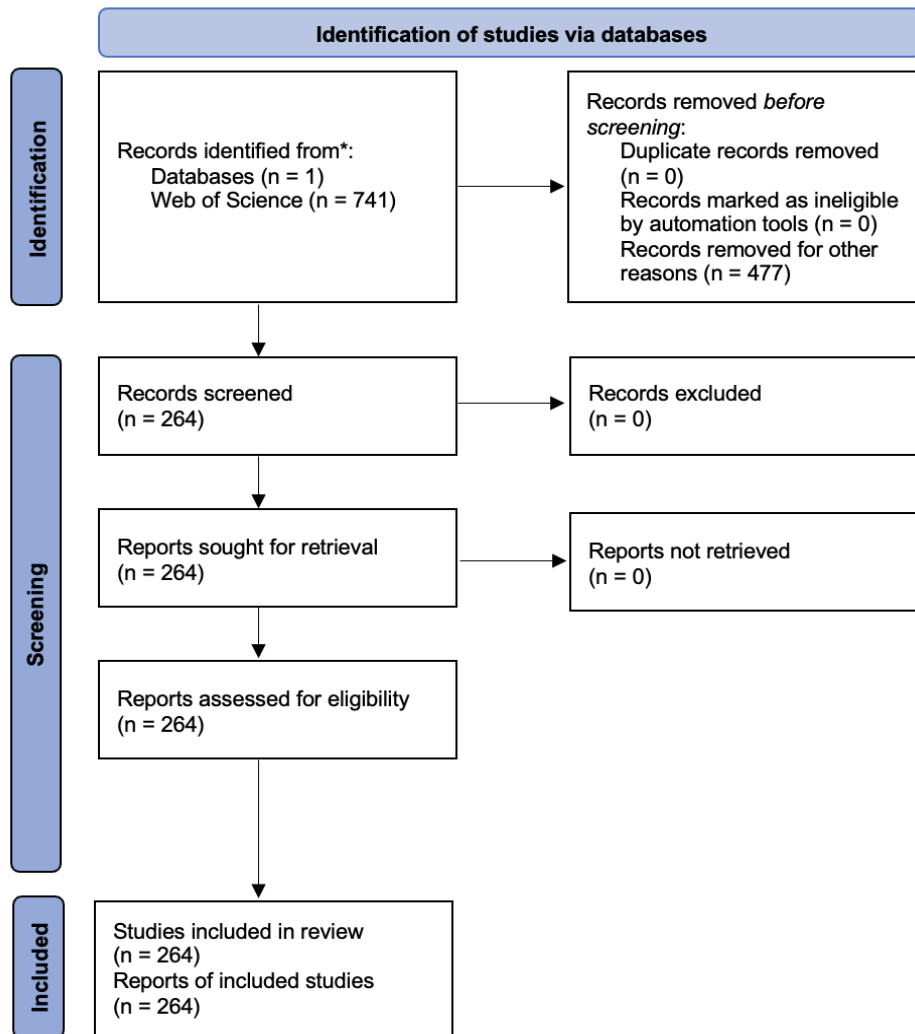 Identification of studies via databases
Identification
Records identified from*:
Databases (n = 1)
Web of Science (n = 741)
Records removed before
screening:
Duplicate records removed
(n = 0)
Records marked as ineligible
by automation tools (n = 0)
Records removed for other
reasons (n = 477)
Screening
Records screened
(n = 264)
Records excluded
(n = 0)
Reports sought for retrieval
(n = 264)
Reports not retrieved
(n = 0)
Reports assessed for eligibility
(n = 264)
Included
Studies included in review
(n = 264)
Reports of included studies
(n = 264)